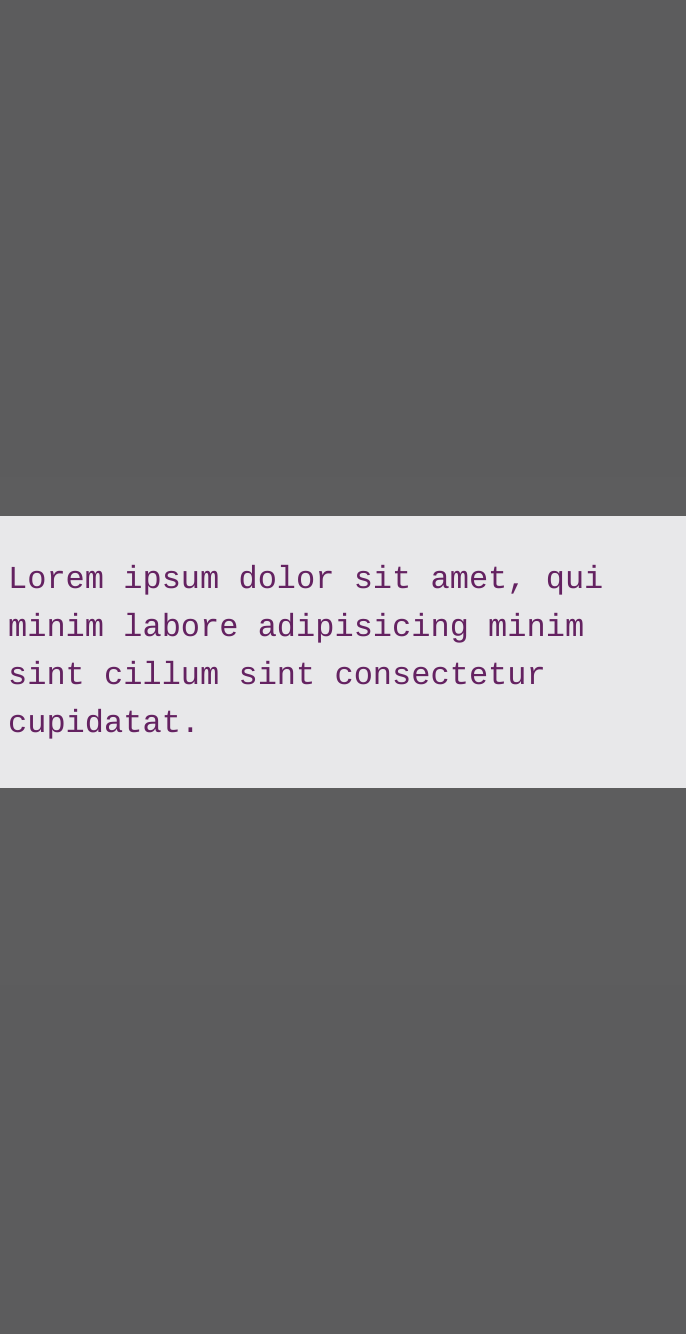 Lorem ipsum dolor sit amet, qui
minim labore adipisicing minim
sint cillum sint consectetur
cupidatat.